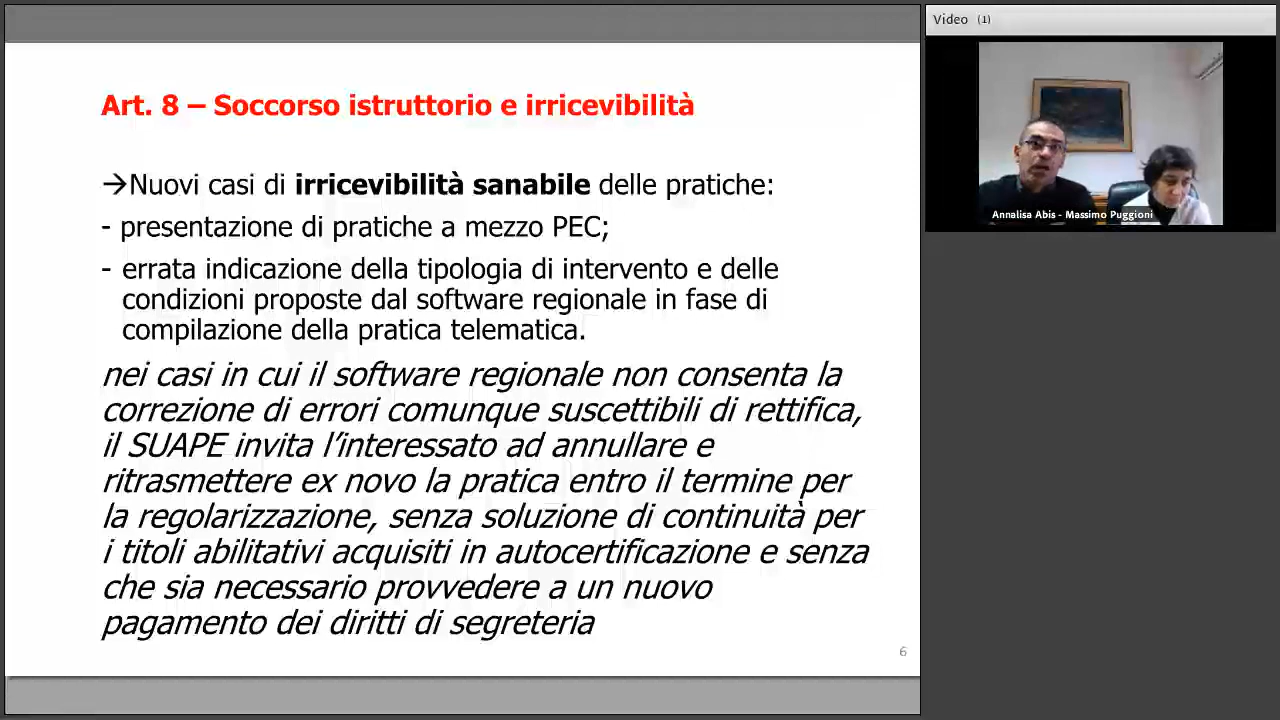 Art. 8 – Soccorso istruttorio e irricevibilità
→Nuovi casi di irricevibilità sanabile delle pratiche:
- presentazione di pratiche a mezzo PEC;
- errata indicazione della tipologia di intervento e delle
condizioni proposte dal software regionale in fase di
compilazione della pratica telematica.
nei casi in cui il software regionale non consenta la
correzione di errori comunque suscettibili di rettifica,
il SUAPE invita l’interessato ad annullare e
ritrasmettere ex novo la pratica entro il termine per
la regolarizzazione, senza soluzione di continuità per
i titoli abilitativi acquisiti in autocertificazione e senza
che sia necessario provvedere a un nuovo
pagamento dei diritti di segreteria
6
Video (1)
Annalisa Abis - Massimo Puggioni